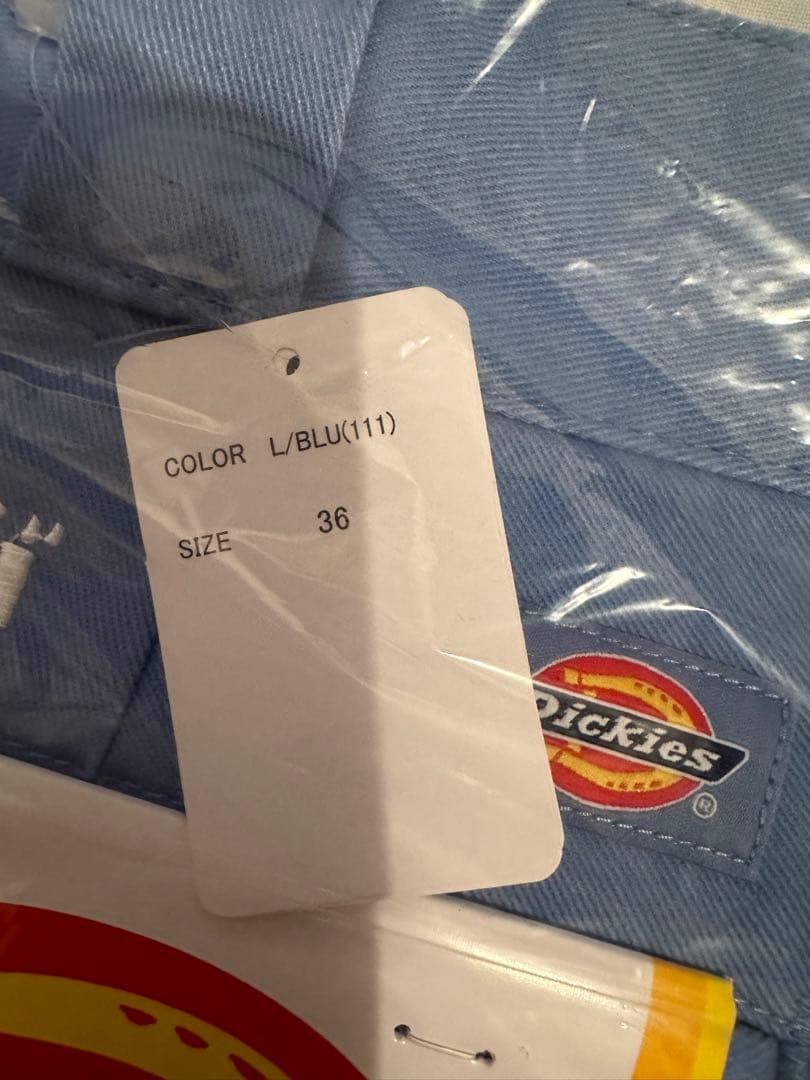 COLOR L/BLU(111)
SIZE 36
Dickies
®